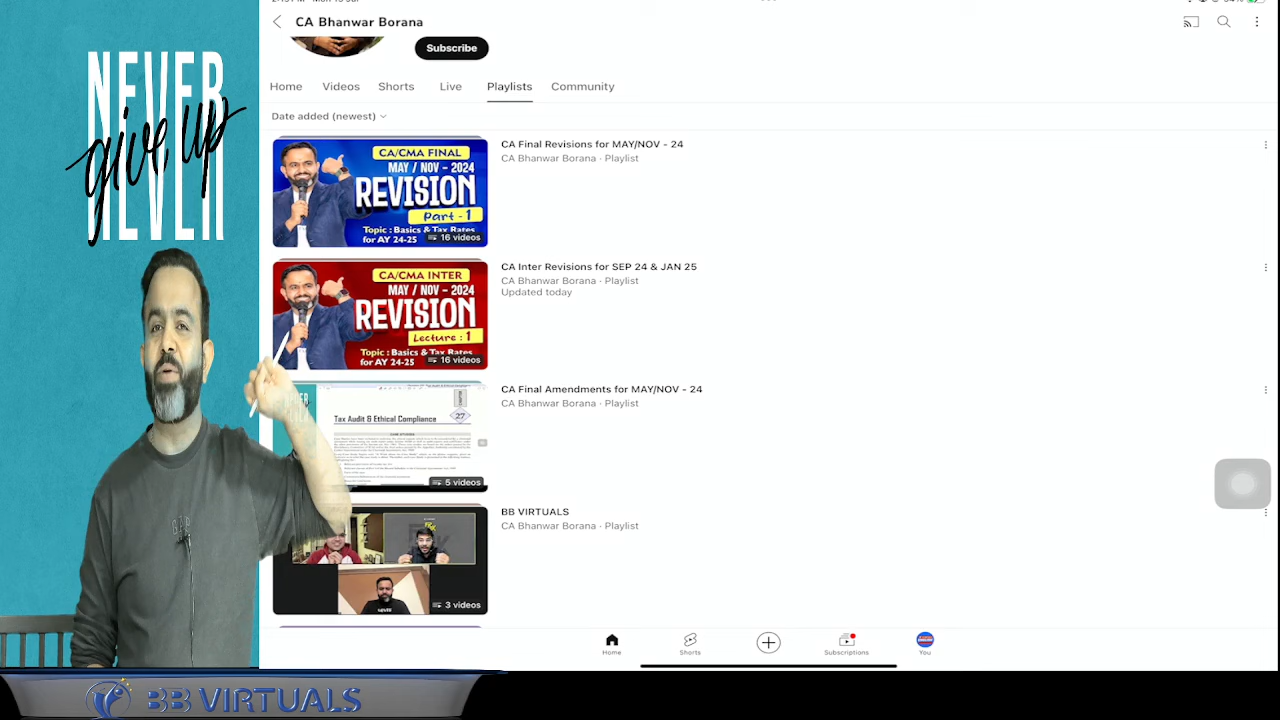 CA Bhanwar Borana
Subscribe
Home Videos Shorts Live Playlists Community
Date added (newest)
CA/CMA FINAL
MAY / NOV - 2024
REVISION
Part - 1
Topic : Basics & Tax Rates
for AY 24-25
16 videos
CA Final Revisions for MAY/NOV - 24
CA Bhanwar Borana · Playlist
CA/CMA INTER
MAY / NOV - 2024
REVISION
Lecture : 1
Topic : Basics & Tax Rates
for AY 24-25
16 videos
CA Inter Revisions for SEP 24 & JAN 25
CA Bhanwar Borana · Playlist
Updated today
Tax Audit & Ethical Compliance
27
5 videos
CA Final Amendments for MAY/NOV - 24
CA Bhanwar Borana · Playlist
3 videos
BB VIRTUALS
CA Bhanwar Borana · Playlist
Home Shorts Subscriptions You
NEVER
give up
NEVER
BB VIRTUALS